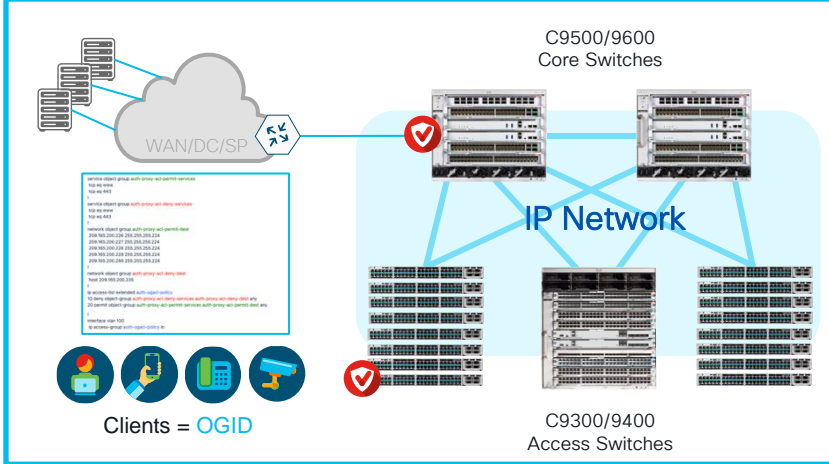 C9500/9600
Core Switches
WAN/DC/SP
service object group auth-proxy-acl-permit-services
tcp eq www
tcp eq 443
!
service object group auth-proxy-acl-deny-services
tcp eq www
tcp eq 443
!
network object group auth-proxy-acl-permit-dest
209.165.200.226 255.255.255.224
209.165.200.227 255.255.255.224
209.165.200.228 255.255.255.224
209.165.200.229 255.255.255.224
209.165.200.246 255.255.255.224
!
network object group auth-proxy-acl-deny-dest
host 209.165.200.235
!
ip access-list extended auth-ogacl-policy
10 deny object-group auth-proxy-acl-deny-services auth-proxy-acl-deny-dest any
20 permit object-group auth-proxy-acl-permit-services auth-proxy-acl-permit-dest any
!
interface vlan 100
ip access-group auth-ogacl-policy in
IP Network
Clients = OGID
C9300/9400
Access Switches